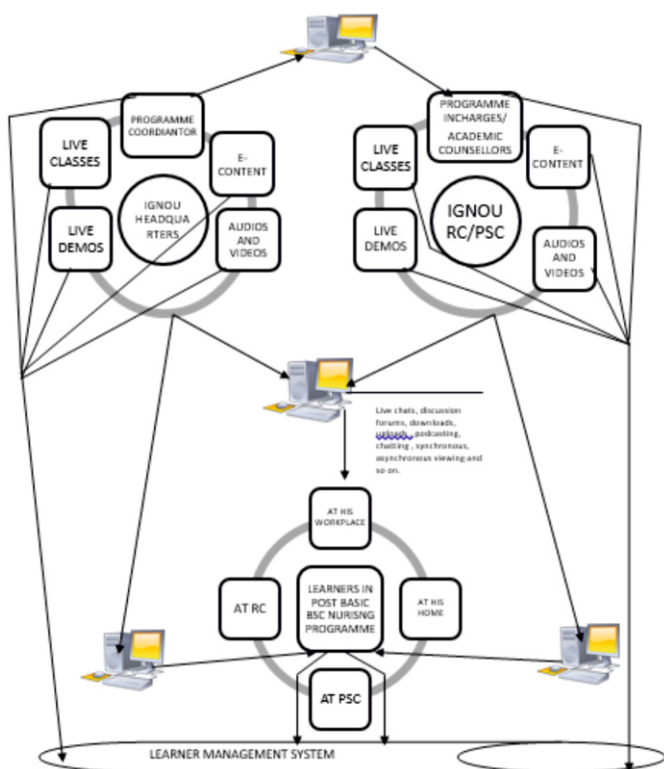 PROGRAMME
COORDIANTOR
LIVE
CLASSES
E-
CONTENT
IGNOU
HEADQUA
RTERS
LIVE
DEMOS
AUDIOS
AND
VIDEOS
PROGRAMME
INCHARGES/
ACADEMIC
COUNSELLORS
LIVE
CLASSES
E-
CONTENT
IGNOU
RC/PSC
LIVE
DEMOS
AUDIOS
AND
VIDEOS
Live chats, discussion
forums, downloads,
uploads , podcasting,
chatting , synchronous,
asynchronous viewing and
so on.
AT HIS
WORKPLACE
AT RC
LEARNERS IN
POST BASIC
BSC NURISNG
PROGRAMME
AT HIS
HOME
AT PSC
LEARNER MANAGEMENT SYSTEM